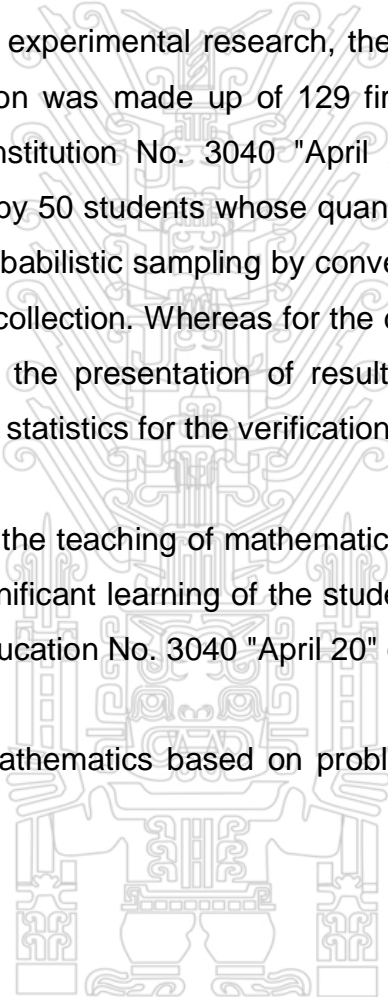 experimental research, the
on was made up of 129 fir
nstitution No. 3040 "April
by 50 students whose quan
babilistic sampling by conve
collection. Whereas for the
the presentation of result
statistics for the verification
the teaching of mathematic
nificant learning of the stude
ucation No. 3040 "April 20"
athematics based on probl